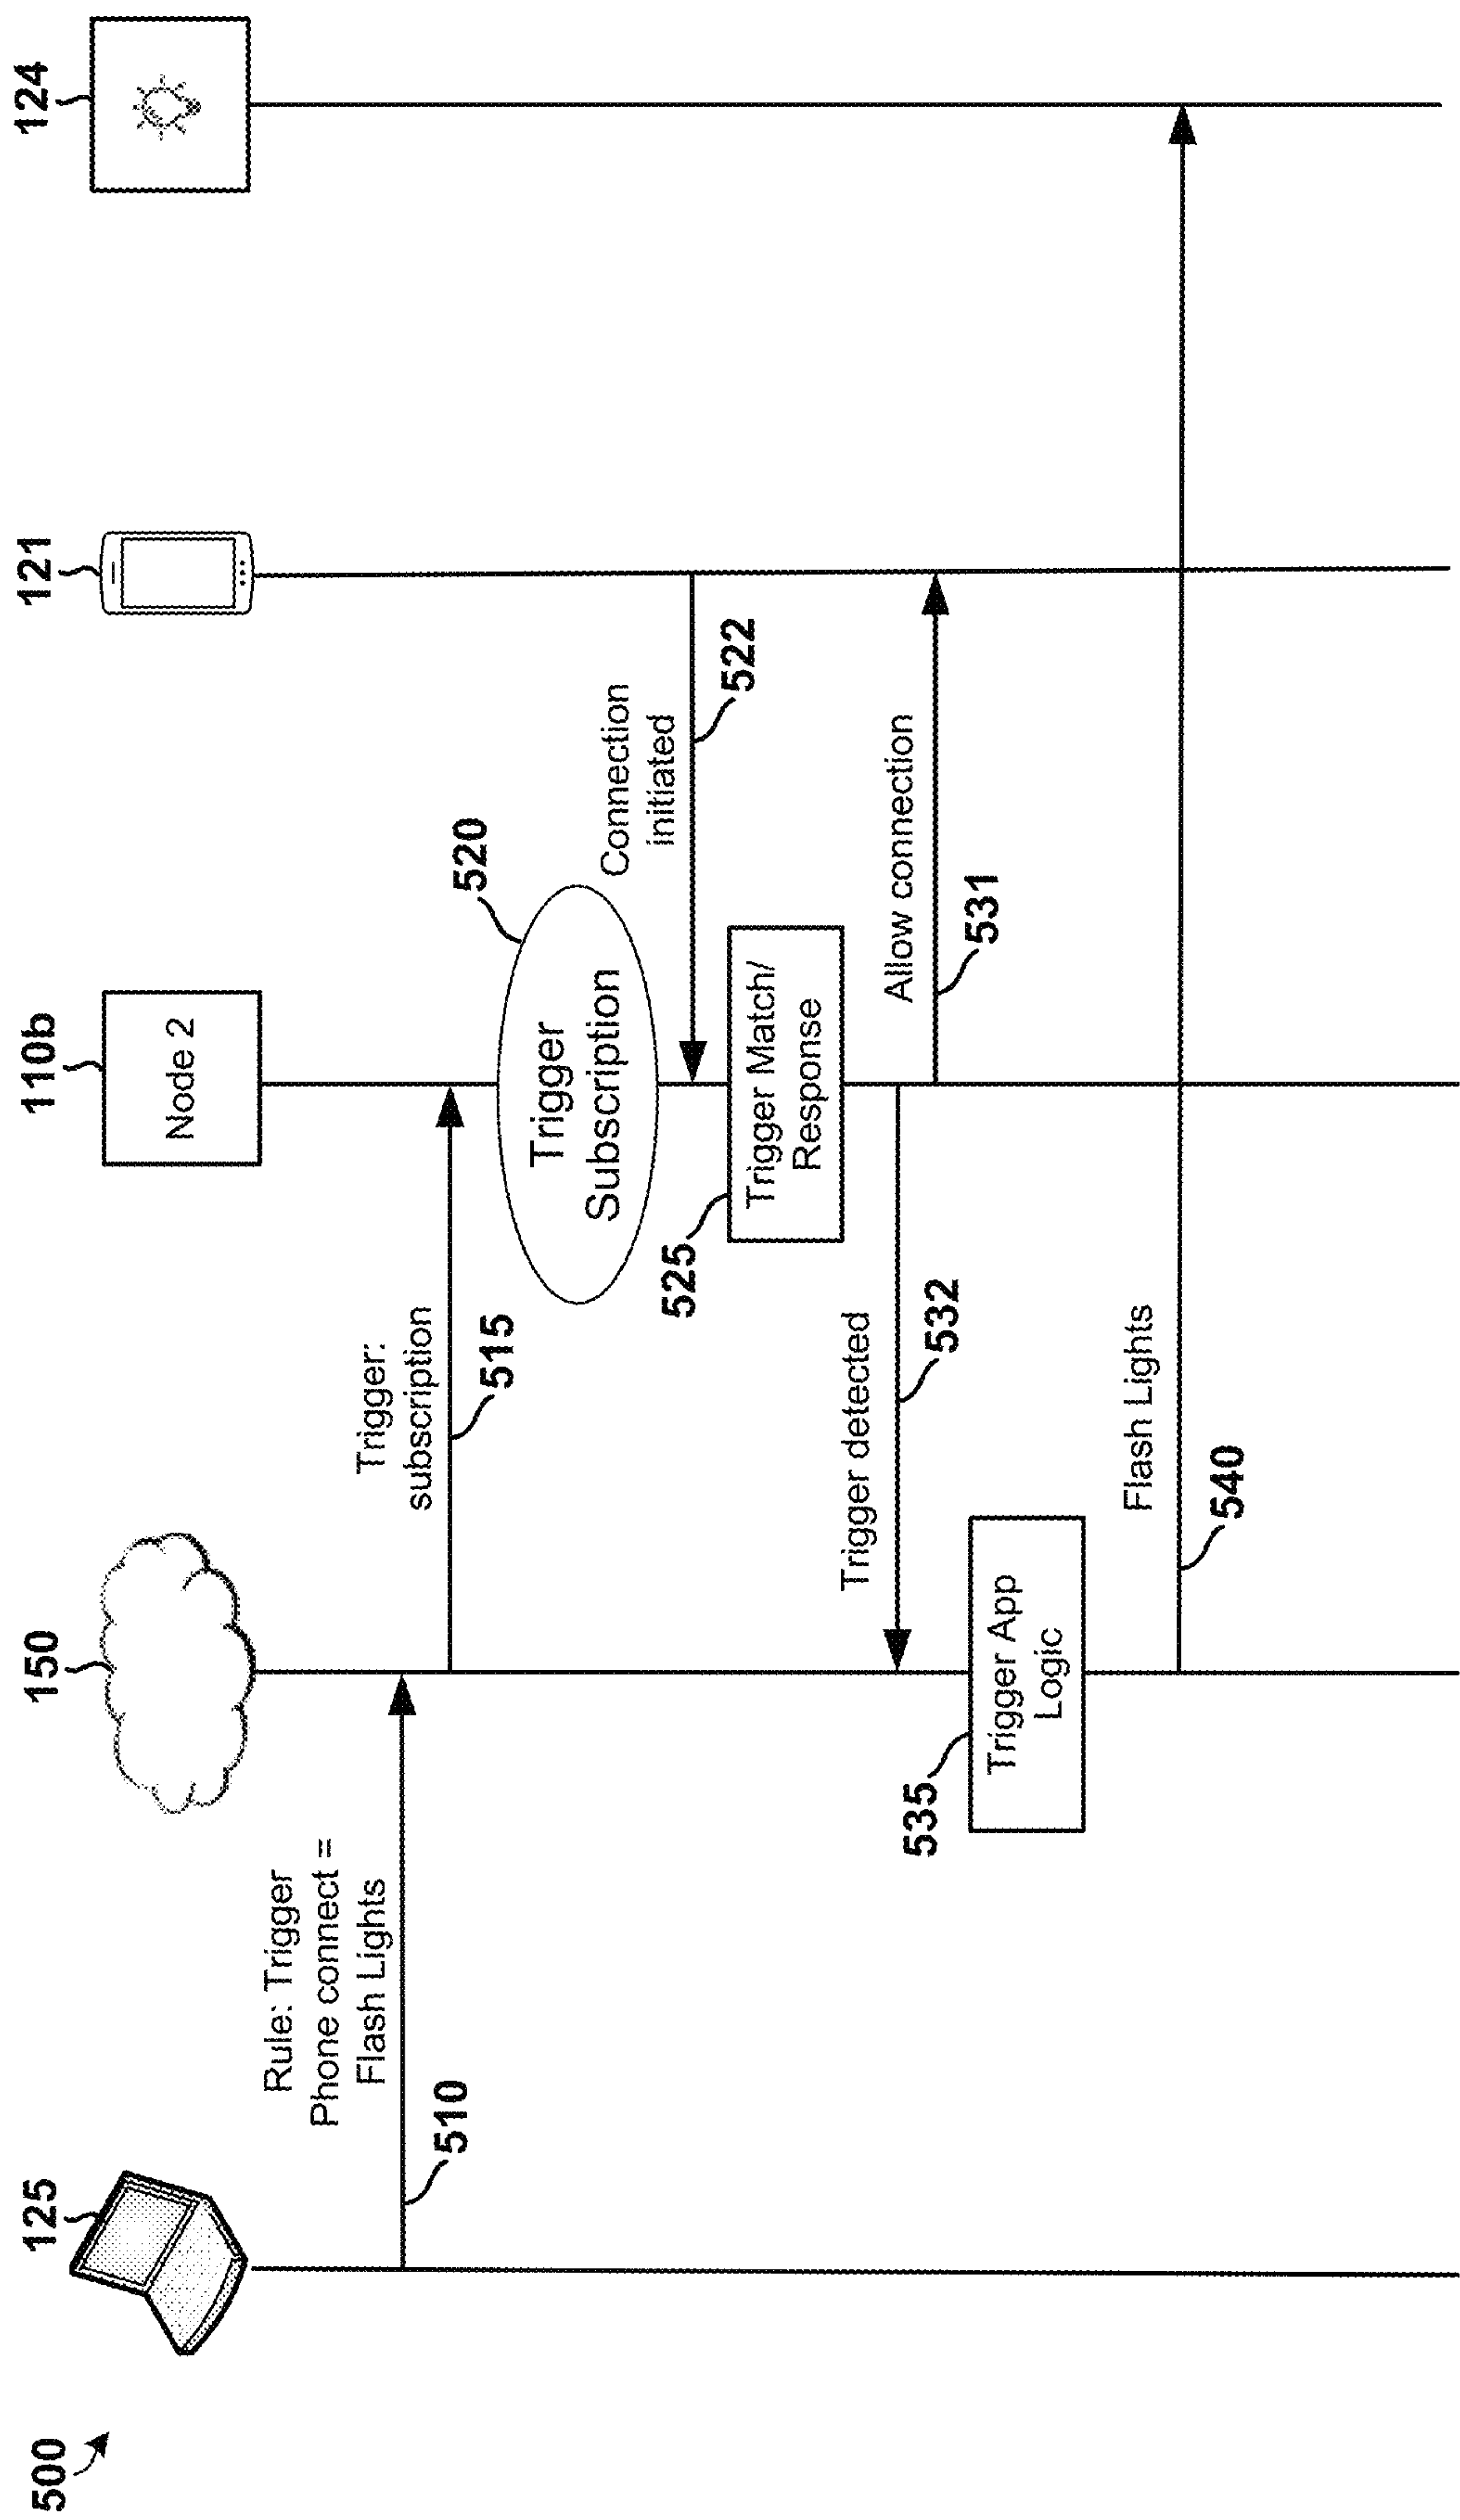 500
125
150
110b
121
124
Rule: Trigger
Phone connect =
Flash Lights
510
Trigger:
subscription
515
Node 2
Trigger
Subscription
520
Connection
initiated
522
Trigger Match/
Response
525
Trigger detected
532
Allow connection
531
Trigger App
Logic
535
Flash Lights
540